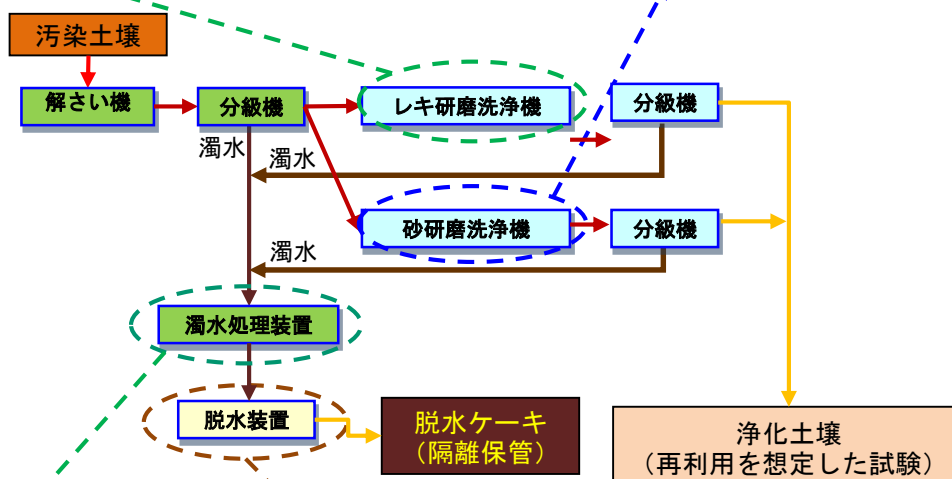 汚染土壌
解さい機
分級機
レキ研磨洗浄機
分級機
濁水
濁水
砂研磨洗浄機
分級機
濁水
濁水処理装置
脱水装置
脱水ケーキ
（隔離保管）
浄化土壌
（再利用を想定した試験）